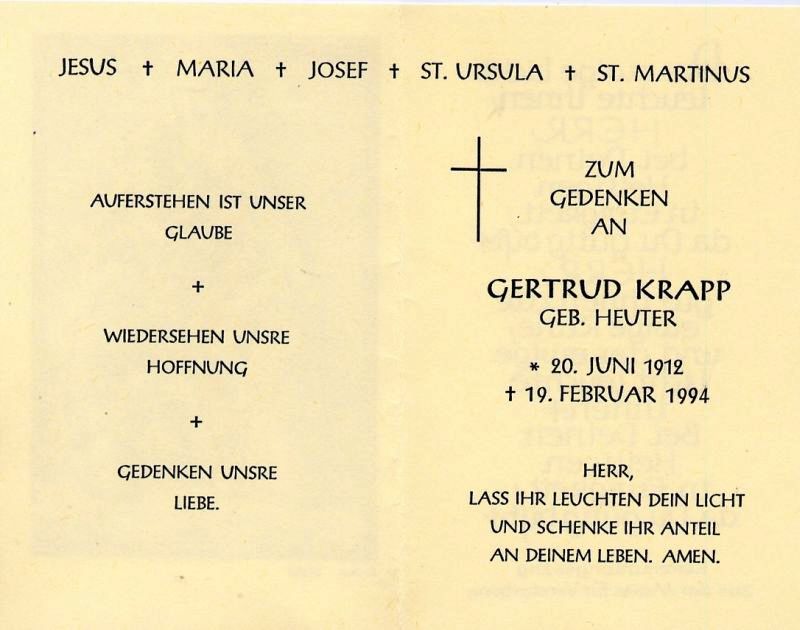 JESUS ✝ MARIA ✝ JOSEF ✝ ST. URSULA ✝ ST. MARTINUS
AUFERSTEHEN IST UNSER
GLAUBE
+
WIEDERSEHEN UNSRE
HOFFNUNG
+
GEDENKEN UNSRE
LIEBE.
ZUM
GEDENKEN
AN
GERTRUD KRAPP
GEB. HEUTER
* 20. JUNI 1912
✝ 19. FEBRUAR 1994
HERR,
LASS IHR LEUCHTEN DEIN LICHT
UND SCHENKE IHR ANTEIL
AN DEINEM LEBEN. AMEN.